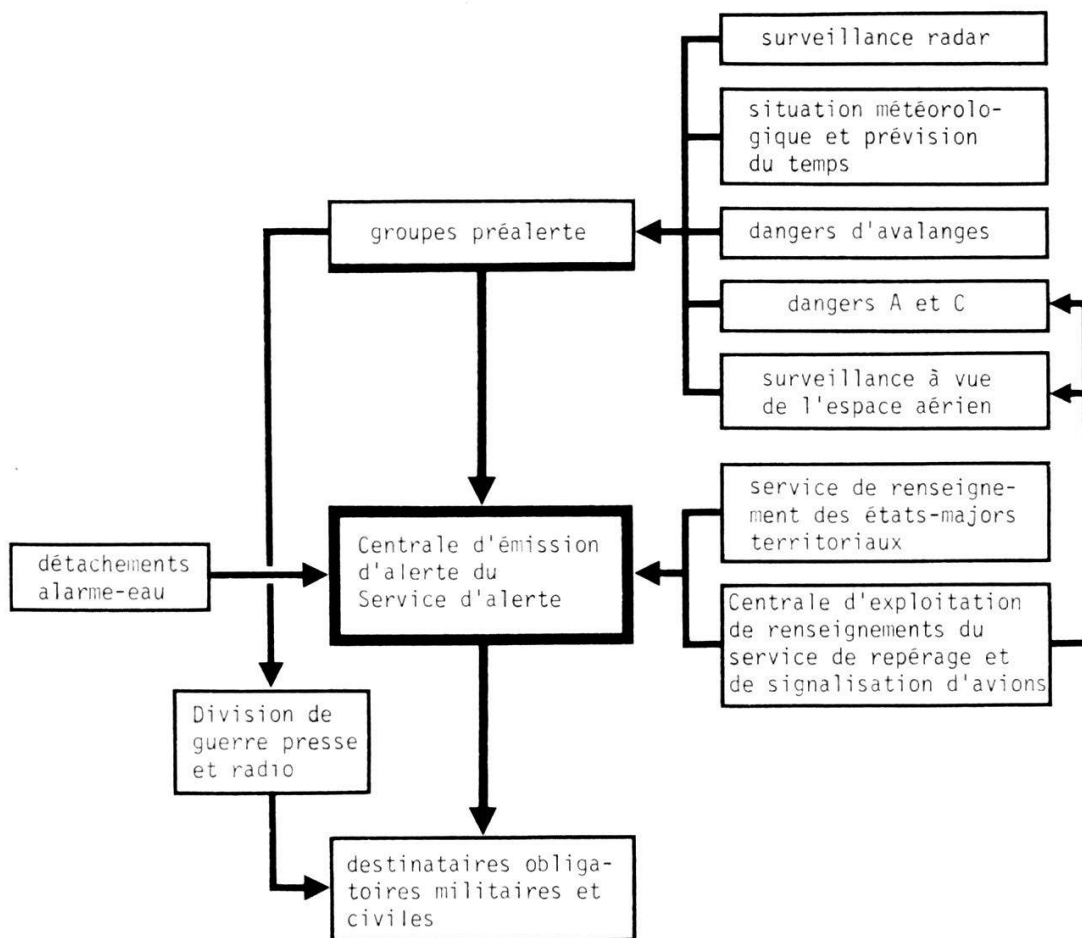 surveillance radar
situation météorolo-
gique et prévision
du temps
groupes préalerte
dangers d'avalanges
dangers A et C
surveillance à vue
de l'espace aérien
service de renseigne-
ment des états-majors
territoriaux
détachements
alarme-eau
Centrale d'émission
d'alerte du
Service d'alerte
Centrale d'exploitation
de renseignements du
service de repérage et
de signalisation d'avions
Division de
guerre presse
et radio
destinataires obliga-
toires militaires et
civiles